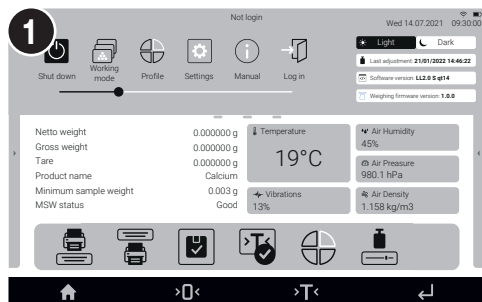 1
Not login
Wed 14.07.2021 09:30:00
Shut down
Working mode
Profile
Settings
Manual
Log in
Light
Dark
Last adjustment: 21/01/2022 14:46:22
Software version: LL2.0 S qt14
Weighing firmware version: 1.0.0
Netto weight 0.000000 g
Gross weight 0.000000 g
Tare 0.000000 g
Product name Calcium
Minimum sample weight 0.003 g
MSW status Good
Temperature
19°C
Vibrations
13%
Air Humidity
45%
Air Preasure
980.1 hPa
Air Density
1.158 kg/m3
>T<
>0<
>T<